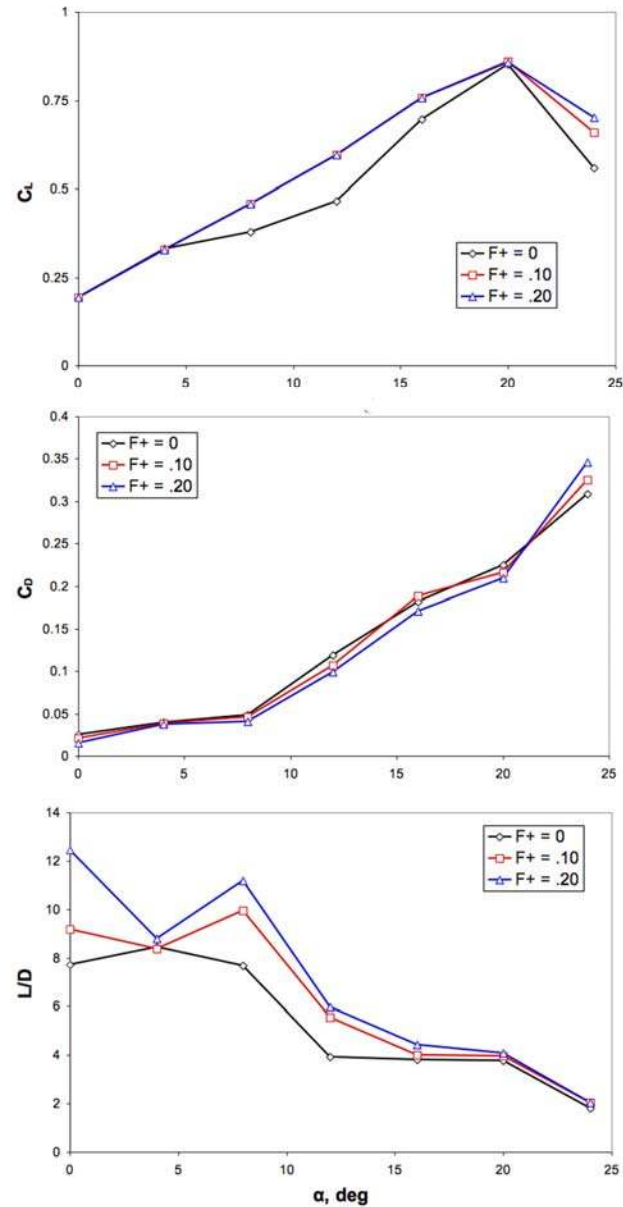 1
0.75
0.5
0.25
0
C_L
F+ = 0
F+ = .10
F+ = .20
0 5 10 15 20 25
0.4
0.35
0.3
0.25
0.2
0.15
0.1
0.05
0
C_D
F+ = 0
F+ = .10
F+ = .20
0 5 10 15 20 25
14
12
10
8
6
4
2
0
L/D
F+ = 0
F+ = .10
F+ = .20
0 5 10 15 20 25
α, deg